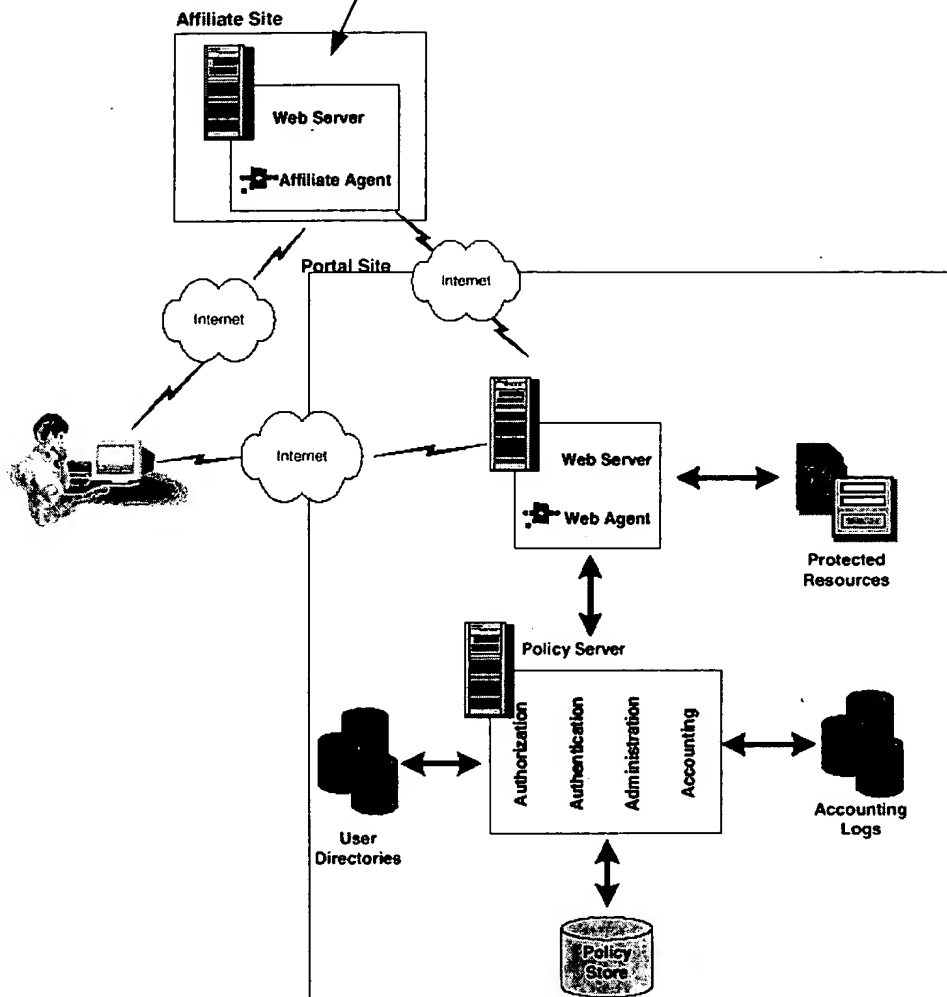 Affiliate Site
Web Server
Affiliate Agent
Portal Site
Internet
Internet
Internet
Web Server
Web Agent
Protected
Resources
Policy Server
Authorization
Authentication
Administration
Accounting
User
Directories
Accounting
Logs
Policy
Store